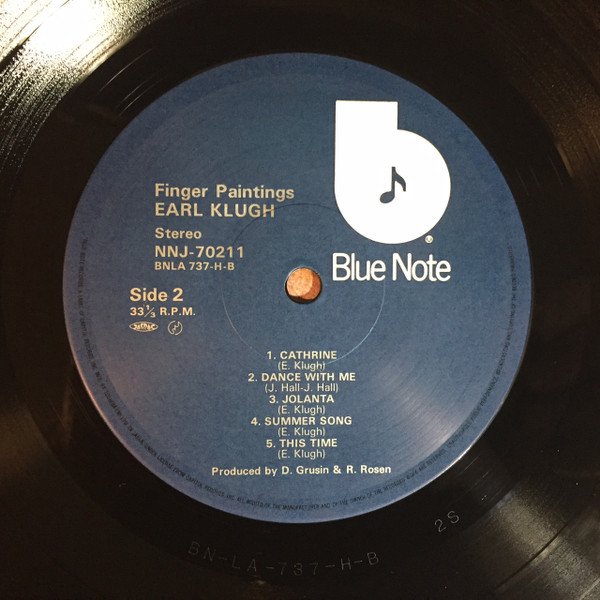 Finger Paintings
EARL KLUGH
Stereo
NNJ-70211
BNLA 737-H-B
Side 2
33⅓ R.P.M.
b
®
Blue Note
1. CATHRINE
(E. Klugh)
2. DANCE WITH ME
(J. Hall-J. Hall)
3. JOLANTA
(E. Klugh)
4. SUMMER SONG
(E. Klugh)
5. THIS TIME
(E. Klugh)
Produced by D. Grusin & R. Rosen
BN-LA-737-H-B
2S